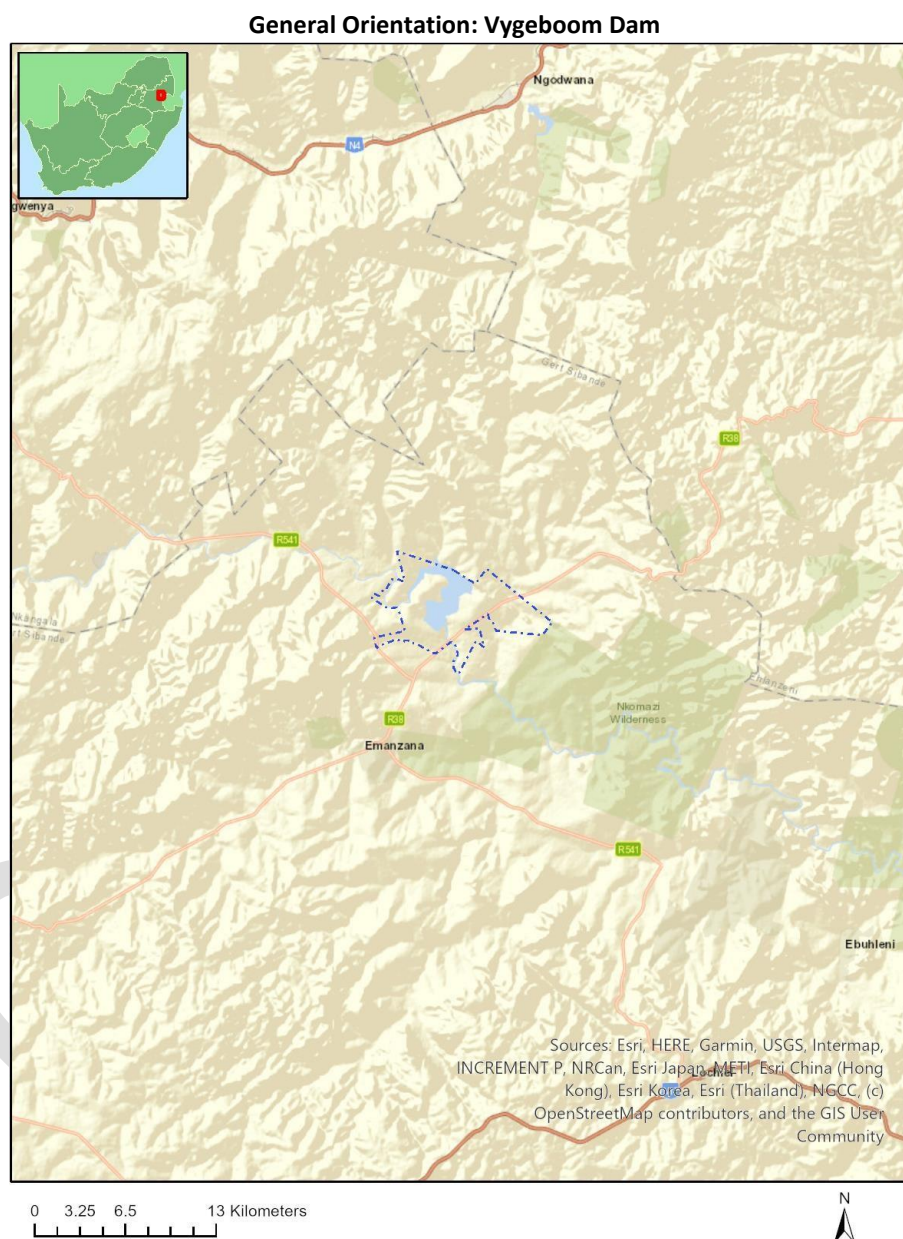 General Orientation: Vygeboom Dam
Ngodwana
N4
gwenya
Gert Sibande
R38
R541
Nkangala
rt Sibande
Nkomazi
Wilderness
Ehlanzeni
R38
Emanzana
R541
Ebuhleni
Sources: Esri, HERE, Garmin, USGS, Intermap,
INCREMENT P, NRCan, Esri Japan, METI, Esri China (Hong
Kong), Esri Korea, Esri (Thailand), NGCC, (c)
OpenStreetMap contributors, and the GIS User
Community
0 3.25 6.5 13 Kilometers
N